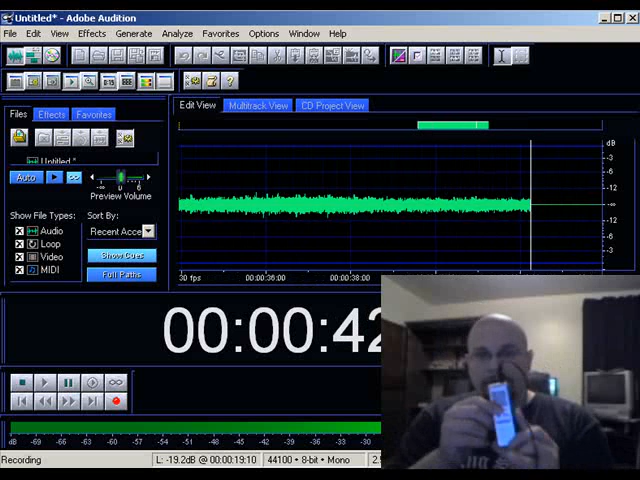 Untitled* - Adobe Audition
File Edit View Effects Generate Analyze Favorites Options Window Help
Files Effects Favorites
Edit View Multitrack View CD Project View
Untitled *
Auto
-∞ 0 6
Preview Volume
Show File Types: Sort By:
Audio Recent Acce
Loop
Video Show Cues
MIDI Full Paths
dB
-3
-6
-12
-∞
-12
-6
-3
30 fps 00:00:36:00 00:00:38:00
00:00:42
dB -69 -66 -63 -60 -57 -54 -51 -48 -45 -42 -39 -36 -33 -30
Recording L: -19.2dB @ 00:00:19:10 44100 • 8-bit • Mono